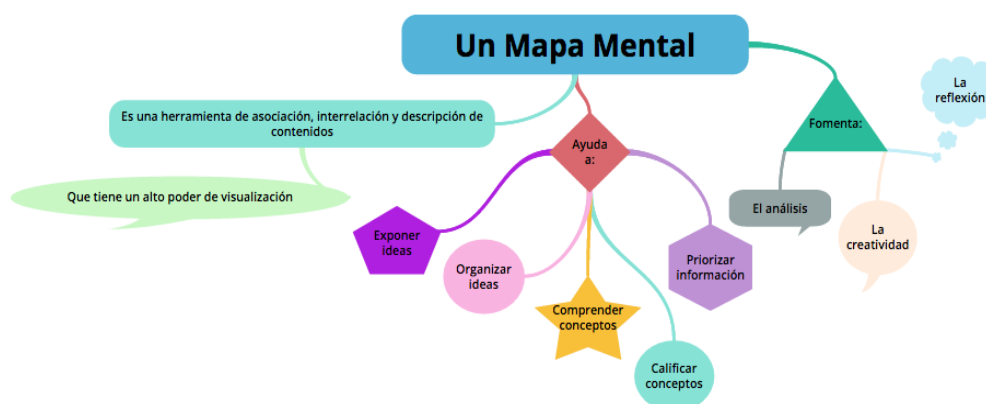 Un Mapa Mental
Es una herramienta de asociación, interrelación y descripción de
contenidos
Que tiene un alto poder de visualización
Ayuda
a:
Exponer
ideas
Organizar
ideas
Comprender
conceptos
Calificar
conceptos
Priorizar
información
Fomenta:
El análisis
La
creatividad
La
reflexión